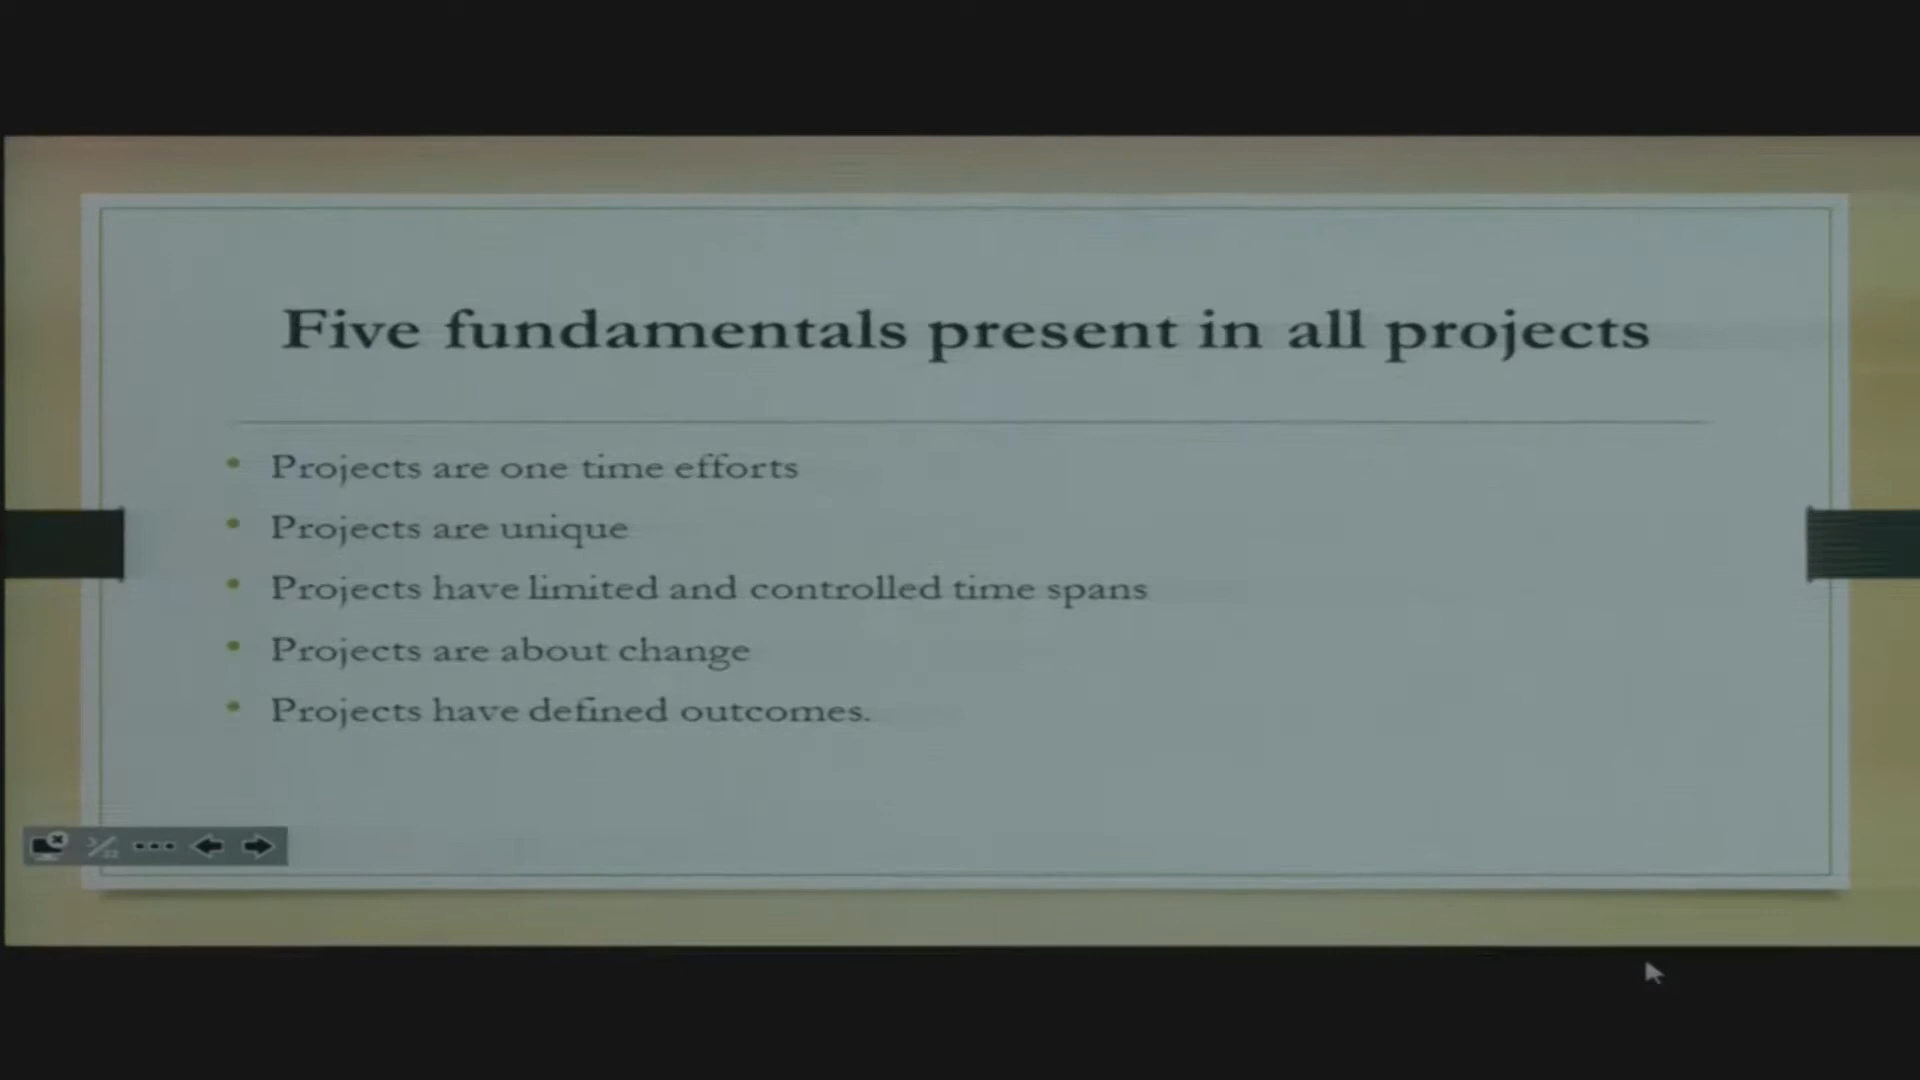 Five fundamentals present in all projects
Projects are one time efforts
Projects are unique
Projects have limited and controlled time spans
Projects are about change
Projects have defined outcomes.